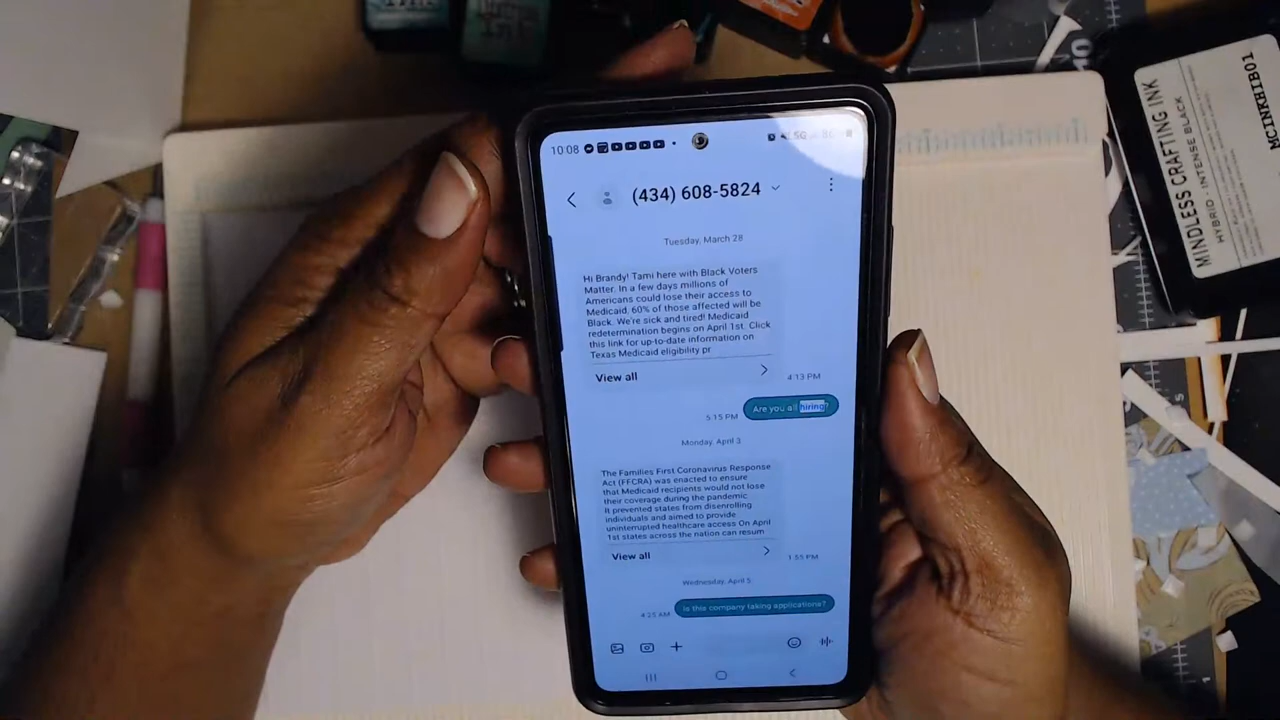 10:08
5G
(434) 608-5824
Tuesday, March 28
Hi Brandy! Tami here with Black Voters
Matter. In a few days millions of
Americans could lose their access to
Medicaid. 60% of those affected will be
Black. We're sick and tired! Medicaid
redetermination begins on April 1st. Click
this link for up-to-date information on
Texas Medicaid eligibility pr
View all
4:13 PM
Are you all hiring?
5:15 PM
Monday, April 3
The Families First Coronavirus Response
Act (FFCRA) was enacted to ensure
that Medicaid recipients would not lose
their coverage during the pandemic.
It prevented states from disenrolling
individuals and aimed to provide
uninterrupted healthcare access On April
1st states across the nation can resum
View all
1:55 PM
Wednesday, April 5
4:25 AM
Is this company taking applications?
MINDLESS CRAFTING INK
HYBRID - INTENSE BLACK
MCINKHIB01